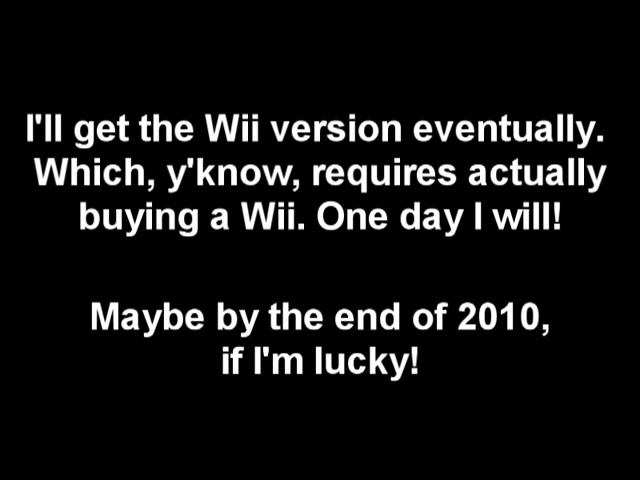 I'll get the Wii version eventually.
Which, y'know, requires actually
buying a Wii. One day I will!
Maybe by the end of 2010,
if I'm lucky!